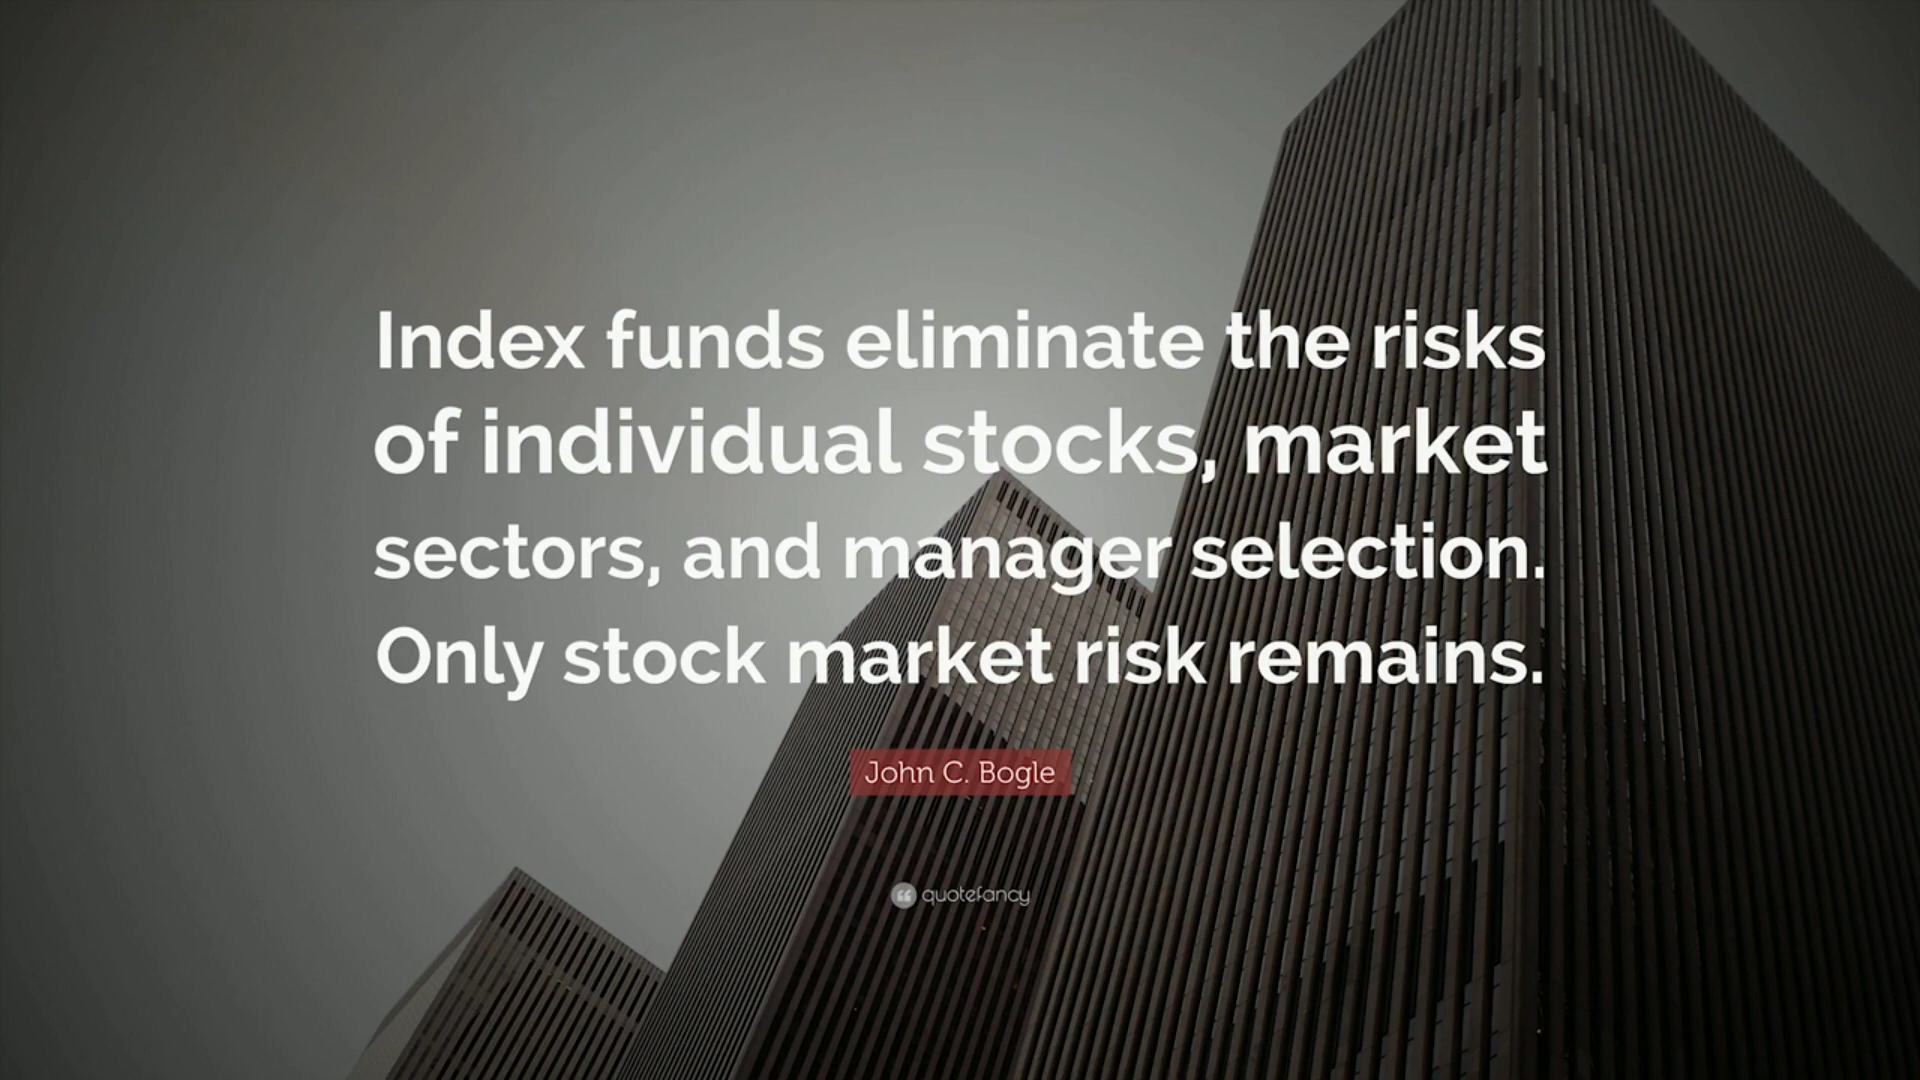 Index funds eliminate the risks
of individual stocks, market
sectors, and manager selection.
Only stock market risk remains.
John C. Bogle
quotefancy